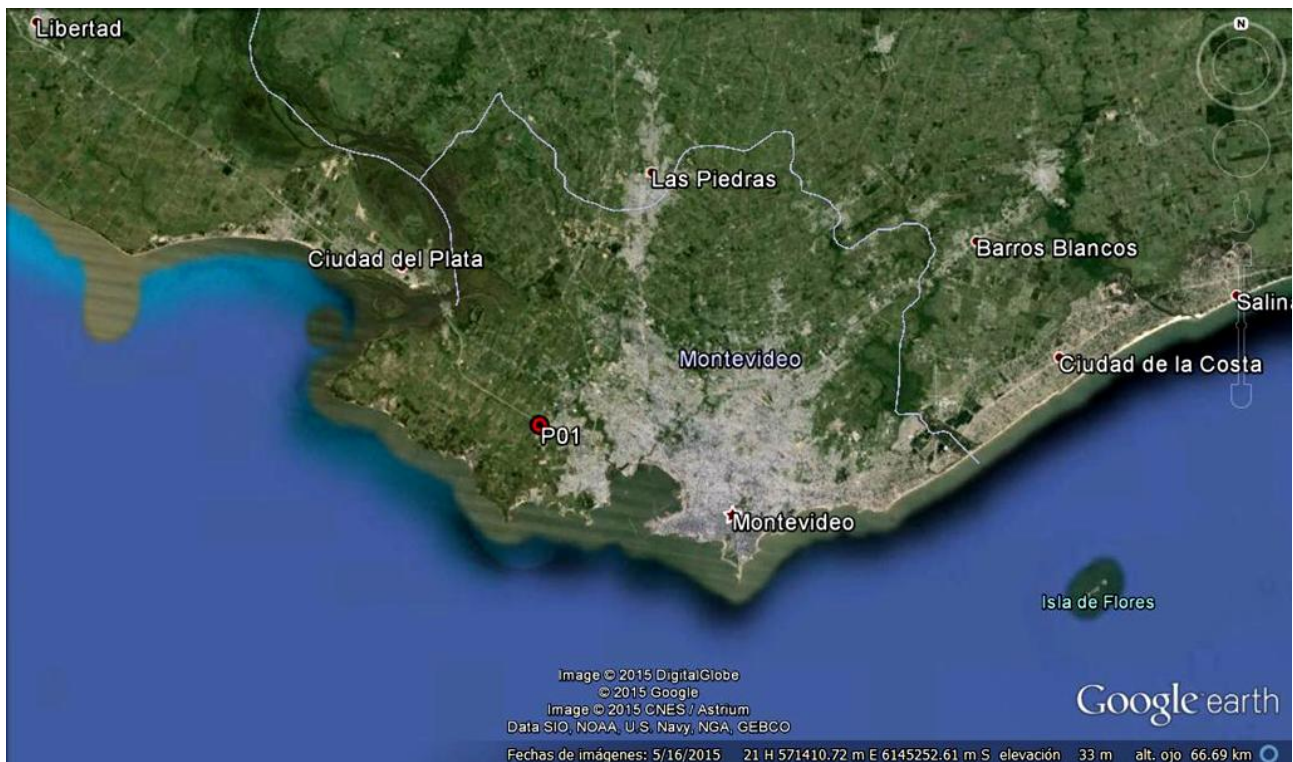 Libertad
N
Las Piedras
Barros Blancos
Ciudad del Plata
Salina
Montevideo
Ciudad de la Costa
P01
Montevideo
Isla de Flores
Image © 2015 DigitalGlobe
© 2015 Google
Image © 2015 CNES / Astrium
Data SIO, NOAA, U.S. Navy, NGA, GEBCO
Google earth
Fechas de imágenes: 5/16/2015 21 H 571410.72 m E 6145252.61 m S elevación 33 m alt. ojo 66.69 km